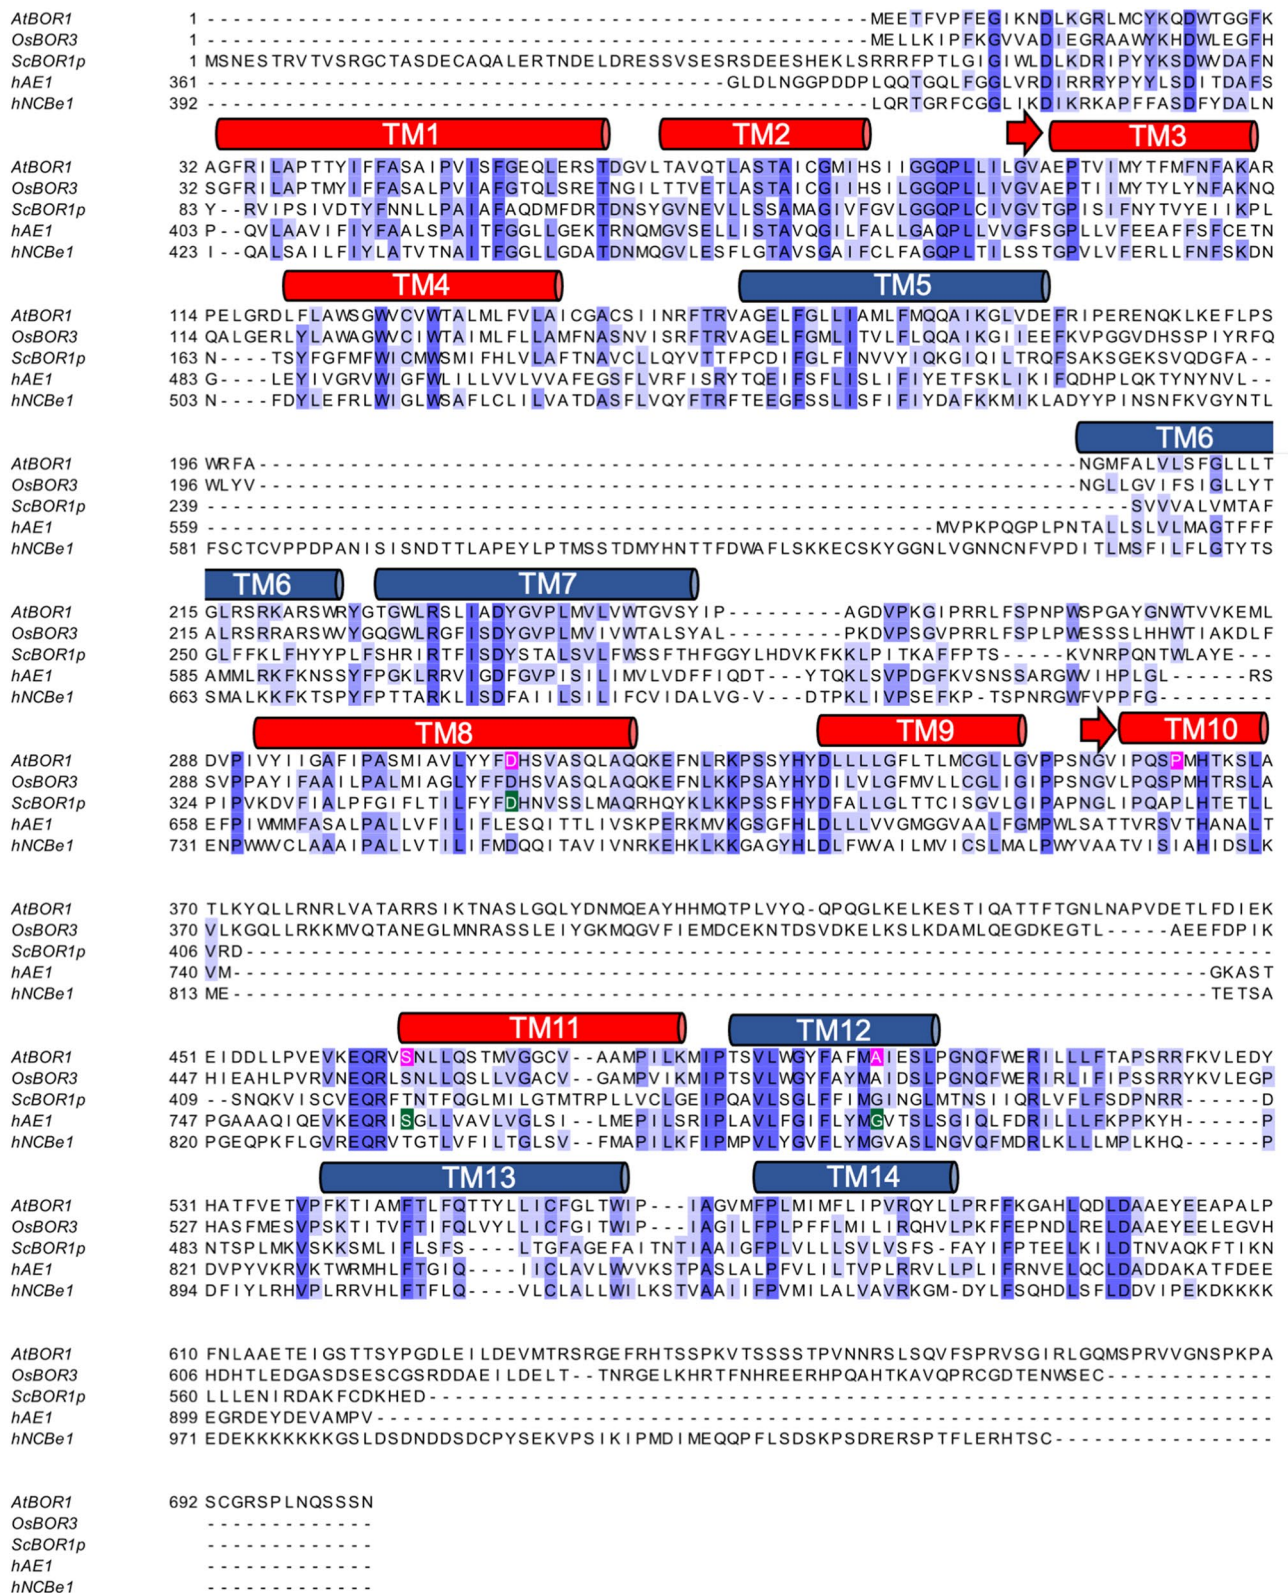 AtBOR1 1 --------------------------------------------------MEETFVPFEGIKNDLKGRLMCYKQDWTGGFK
OsBOR3 1 --------------------------------------------------MELLKIPFKGVVADIEGRAAWYKHDWLEGFH
ScBOR1p 1 MSNESTRVTVSRGCTASDECAQALERTNDELDRESSVSESRSDEESHEKLSRRRFPTLGIGIWLDLKDRIPYYKSDWVDAFN
hAE1 361 ----------------------------------------GLDLNGGPDDPLQQTGQLFGGLVRDIRRRYPYYLSDITDAFS
hNCBe1 392 --------------------------------------------------LQRTGRFCGGLIKDIKRKAPFFASDFYDALN
TM1 TM2 TM3
AtBOR1 32 AGFRILAPTTYIFFASAIPVISFGEQLERSTDGVLTAVQTLASTAICGMIHSIIGGQPLLILGVAEPTVIMYTFMFNFAKAR
OsBOR3 32 SGFRILAPTMYIFFASALPVIAFGTQLSRETNGILTTVETLASTAICGIIHSILGGQPLLIVGVAEPTIIMYTYLYNFAKNQ
ScBOR1p 83 Y--RVIPSIVDTYFNNLLPAIAFAQDMFDRTDNSYGVNEVLLSSAMAGIVFGVLGGQPLCIVGVTGPISIFNYTVYEIIKPL
hAE1 403 P--QVLAAVIFIYFAALSPAITFGGLLGEKTRNQMGVSELLISTAVQGILFALLGAQPLLVVGFSGPLLVFEEAFFSFCETN
hNCBe1 423 I--QALSAILFIYLATVTNAITFGGLLGDATDNMQGVLESFLGTAVSGAIFCLFAGQPLTILSSTGPVLVFERLLFNFSKDN
TM4 TM5
AtBOR1 114 PELGRDLFLAWSGWVCVWTALMLFVLAICGACSIINRFTRVAGELFGLLIAMLFMQQAIKGLVDEFRIPERENQKLKEFLPS
OsBOR3 114 QALGERLYLAWAGWVCIWTAIMLFLLAMFNASNVISRFTRVAGELFGMLITVLFLQQAIKGIIEEFKVPGGVDHSSPIYRFQ
ScBOR1p 163 N----TSYFGFMFWICMWSMIFHLVLAFTNAVCLLQYVTTFPCDIFGLFINVVYIQKGIQILTRQFSAKSGEKSVQDGFA--
hAE1 483 G----LEYIVGRVWIGFWLILLVVLVVAFEGSFLVRFISRYTQEIFSFLISLIFIYETFSKLIKIFQDHPLQKTYNYNVL--
hNCBe1 503 N----FDYLEFRLWIGLWSAFLCLILVATDASFLVQYFTRFTEEGFSSLISFIFIYDAFKKMIKLADYYPINSNFKVGYNTL
TM6
AtBOR1 196 WRFA---------------------------------------------------------------NGMFALVLSFGLLLT
OsBOR3 196 WLYV---------------------------------------------------------------NGLLGVIFSIGLLYT
ScBOR1p 239 -----------------------------------------------------------------------SVVVALVMTAF
hAE1 559 --------------------------------------------------------MVPKPQGPLPNTALLSLVLMAGTFFF
hNCBe1 581 FSCTCVPPDPANISISNDTTLAPEYLPTMSSTDMYHNTTFDWAFLSKKECSKYGGNLVGNNCNFVPDITLMSFILFLGTYTS
TM6 TM7
AtBOR1 215 GLRSRKARSWRYGTGWLRSLIADYGVPLMVLVWTGVSYIP---------AGDVPKGIPRRLFSPNPWSPGAYGNWTVVKEML
OsBOR3 215 ALRSRRARSWVYGQGWLRGFISDYGVPLMVIVWTALSYAL---------PKDVPSGVPRRLFSPLPWESSSLHHWTIAKDLF
ScBOR1p 250 GLFFKLFHYYPLFSHRIRTFISDYSTALSVLFWSSFTHFGGYLHDVKFKKLPITKAFFPTS----KVNRPQNTWLAYE---
hAE1 585 AMMLRKFKNSSYFPGKLRRVIGDFGVPISILIMVLVDFFIQDT---YTQKLSVPDGFKVSNSSARGWVIHPLGL------RS
hNCBe1 663 SMALKKFKTSPYFPTTARKLISDFAIILSILIFCVIDALVG-V---DTPKLIVPSEFKP-TSPNRGWFVPPFG---------
TM8 TM9 TM10
AtBOR1 288 DVPIVYIIGAFIPASMIAVLYYFDHSVASQLAQQKEFNLRKPSSYHYDLLLLGFLTLMCGLLGVPPSNGVIPQSPMHTKSLA
OsBOR3 288 SVPPAYIFAAILPALMIAGLYFFDHSVASQLAQQKEFNLKKPSSYHYDILVLGFMVLLCGLIGIPPSNGVLPQSPMHTRSLA
ScBOR1p 324 PIPVKDVFIALPFGIFLTILFYFDHNVSSLMAQRHQYKLKKPSSFHYDFALLGLTTCISGVLGIPAPNGLIPQAPLHTETLL
hAE1 658 EFPIWMMFASALPALLVFILIFLESQITTLIVSKPERKMVKGSGFHLDLLLVVGMGGVAALFGMPWLSATTVRSVTHANALT
hNCBe1 731 ENPWWVCLAAAIPALLVTILIFMDQQITAVIVNRKEHKLKKGAGYHLDLFWVAILMVICSLMALPWYVAATVISIAHIDSLK
AtBOR1 370 TLKYQLLRNRLVATARRSIKTNASLGQLYDNMQEAYHHMQTPLVYQ-QPQGLKELKESTIQATTFTGNLNAPVDETLFDIEK
OsBOR3 370 VLKGQLLRKKMVQTANEGLMNRASSLEIYGKMQGVFIEMDCEKNTDSVDKELKSLKDAMLQEGDKEGTL-----AEEFDPIK
ScBOR1p 406 VRD-------------------------------------------------------------------------------
hAE1 740 VM---------------------------------------------------------------------------GKAST
hNCBe1 813 ME---------------------------------------------------------------------------TETSA
TM11 TM12
AtBOR1 451 EIDDLLPVEVKEQRVSNLLQSTMVGGCV--AAMPILKMIPTSVLWGYFAFMAIESLPGNQFWERILLLFTAPSRRFKVLEDY
OsBOR3 447 HIEAHLPVRVNEQRLSNLLQSLLVGACV--GAMPVIKMIPTSVLWGYFAYMAIDSLPGNQFWERIRLIFIPSSRRYKVLEGP
ScBOR1p 409 --SNQKVISCVEQRFTNTFQGLMILGTMTRPLLVCLGEIPQAVLSGLFFIMGINGLMTNSIIQRLVFLFSDPNRR------D
hAE1 747 PGAAAQIQEVKEQRISGLLVAVLVGLSI--LMEPILSRIPLAVLFGIFLYMGVTSLSGIQLFDRILLLFKPPKYH------P
hNCBe1 820 PGEQPKFLGVREQRVTGTLVFILTGLSV--FMAPILKFIPMPVLYGVFLYMGVASLNGVQFMDRLKLLLMPLKHQ------P
TM13 TM14
AtBOR1 531 HATFVETVPFKTIAMFTLFQTTYLLICFGLTWIP---IAGVMFPLMIMFLIPVRQYLLPRFFKGAHLQDLDAAEYEEAPALP
OsBOR3 527 HASFMESVPSKTITVFTIFQLVYLLICFGITWIP---IAGILFPLPFFLMILIRQHVLPKFFEPNDLRELDAAEYEELEGVH
ScBOR1p 483 NTSPLMKVSKKSMLIFLSFS----LTGFAGEFAITNTIAAIGFPLVLLLSVLVSFS-FAYIFPTEELKILDTNVAQKFTIKN
hAE1 821 DVPYVKRVKTWRMHLFTGIQ----IICLAVLWVVKSTPASLALPFVLILTVPLRRVLLPLIFRNVELQCLDADDAKATFDEE
hNCBe1 894 DFIYLRHVPLRRVHLFTFLQ----VLCLALLWILKSTVAAIIFPVMILALVAVRKGM-DYLFSQHDLSFLDDVIPEKDKKKK
AtBOR1 610 FNLAAETEIGSTTSYPGDLEILDEVMTRSRGEFRHTSSPKVTSSSSTPVNNRSLSQVFSPRVSGIRLGQMSPRVVGNSPKPA
OsBOR3 606 HDHTLEDGASDSESCGSRDDAEILDELT--TNRGELKHRTFNHREERHPQAHTKAVQPRCGDTENWSEC-------------
ScBOR1p 560 LLLENIRDAKFCDKHED-----------------------------------------------------------------
hAE1 899 EGRDEYDEVAMPV---------------------------------------------------------------------
hNCBe1 971 EDEKKKKKKKGSLDSDNDDSDCPYSEKVPSIKIPMDIMEQQPFLSDSKPSDRERSPTFLERHTSC-----------------
AtBOR1 692 SCGRSPLNQSSSN
OsBOR3 -------------
ScBOR1p -------------
hAE1 -------------
hNCBe1 -------------